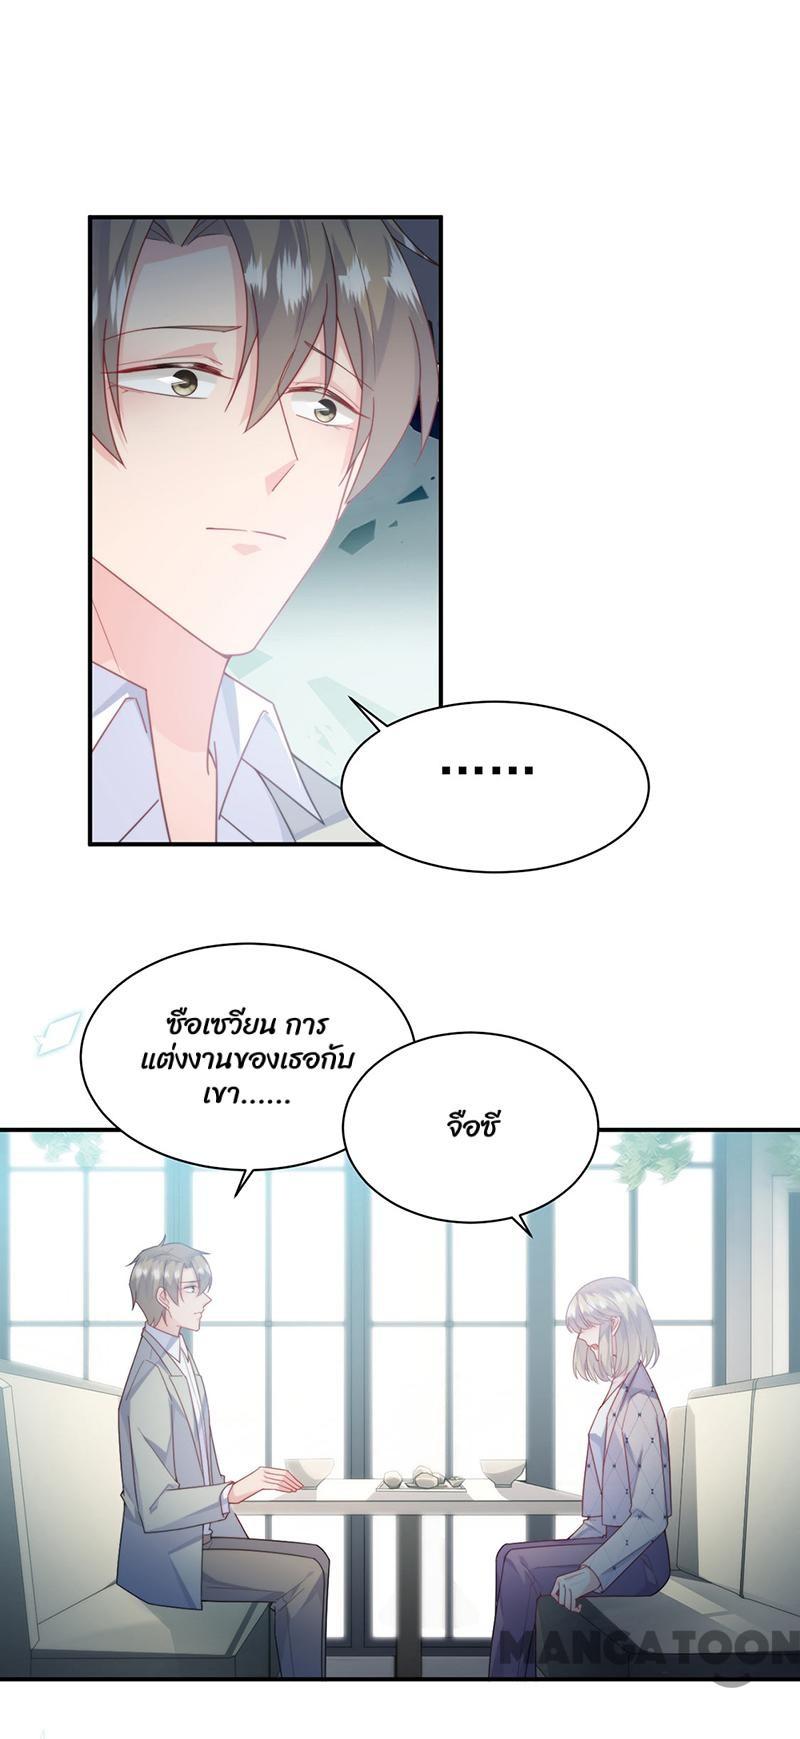 ......
ซือเซวียน การ
แต่งงานของเธอกับ
เขา......
จือซี
MANGATOON